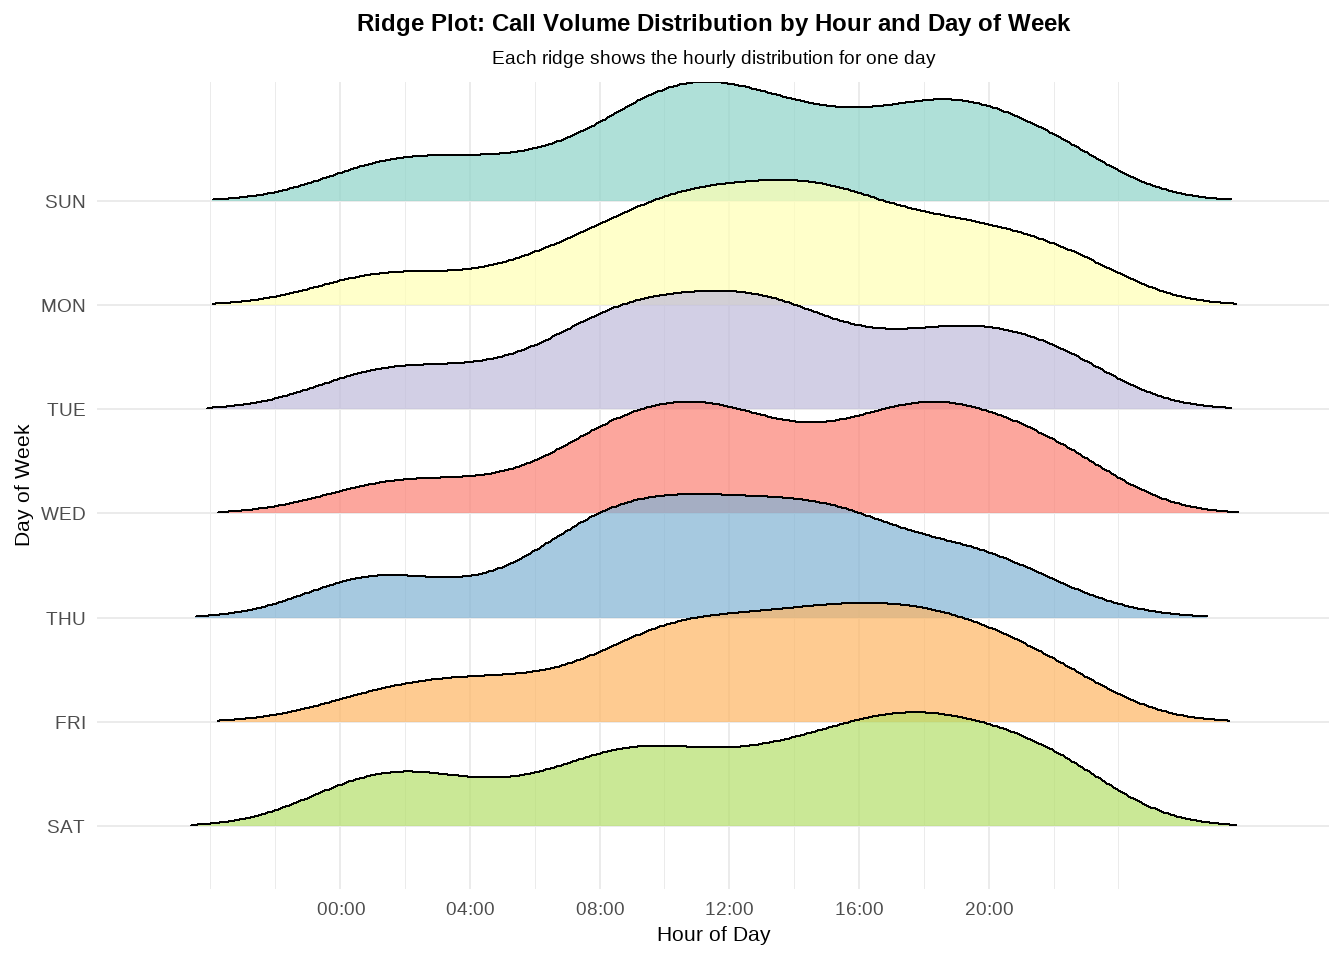 Ridge Plot: Call Volume Distribution by Hour and Day of Week
Each ridge shows the hourly distribution for one day
SUN
MON
TUE
WED
THU
FRI
SAT
Day of Week
00:00 04:00 08:00 12:00 16:00 20:00
Hour of Day